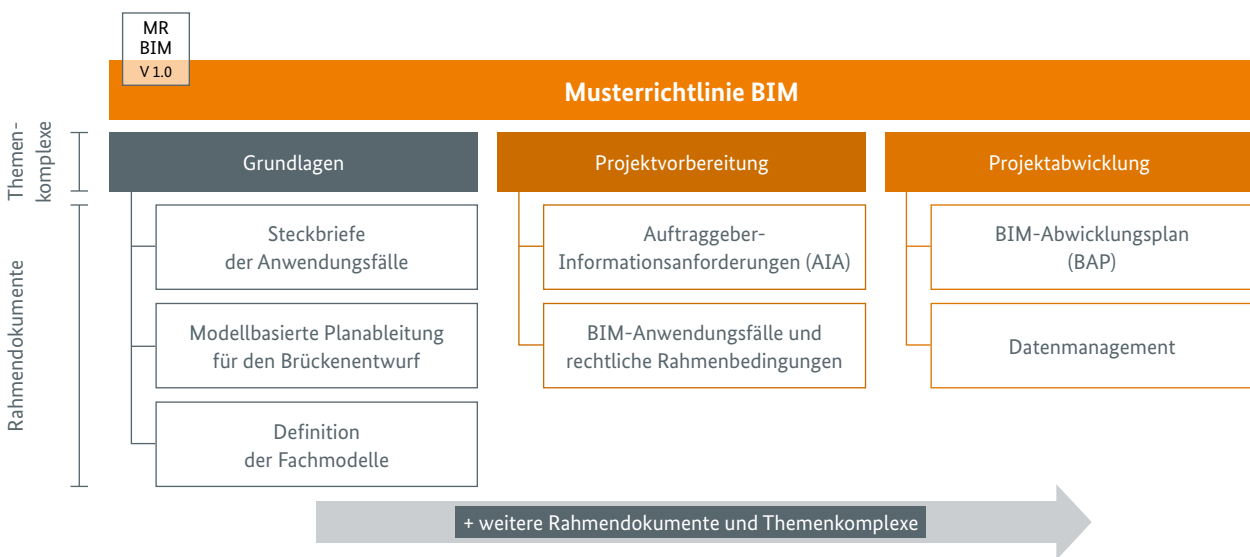 MR
BIM
V 1.0
Musterrichtlinie BIM
Themen-
komplexe
Grundlagen
Projektvorbereitung
Projektabwicklung
Rahmendokumente
Steckbriefe
der Anwendungsfälle
Auftraggeber-
Informationsanforderungen (AIA)
BIM-Abwicklungsplan
(BAP)
Modellbasierte Planableitung
für den Brückenentwurf
BIM-Anwendungsfälle und
rechtliche Rahmenbedingungen
Datenmanagement
Definition
der Fachmodelle
+ weitere Rahmendokumente und Themenkomplexe